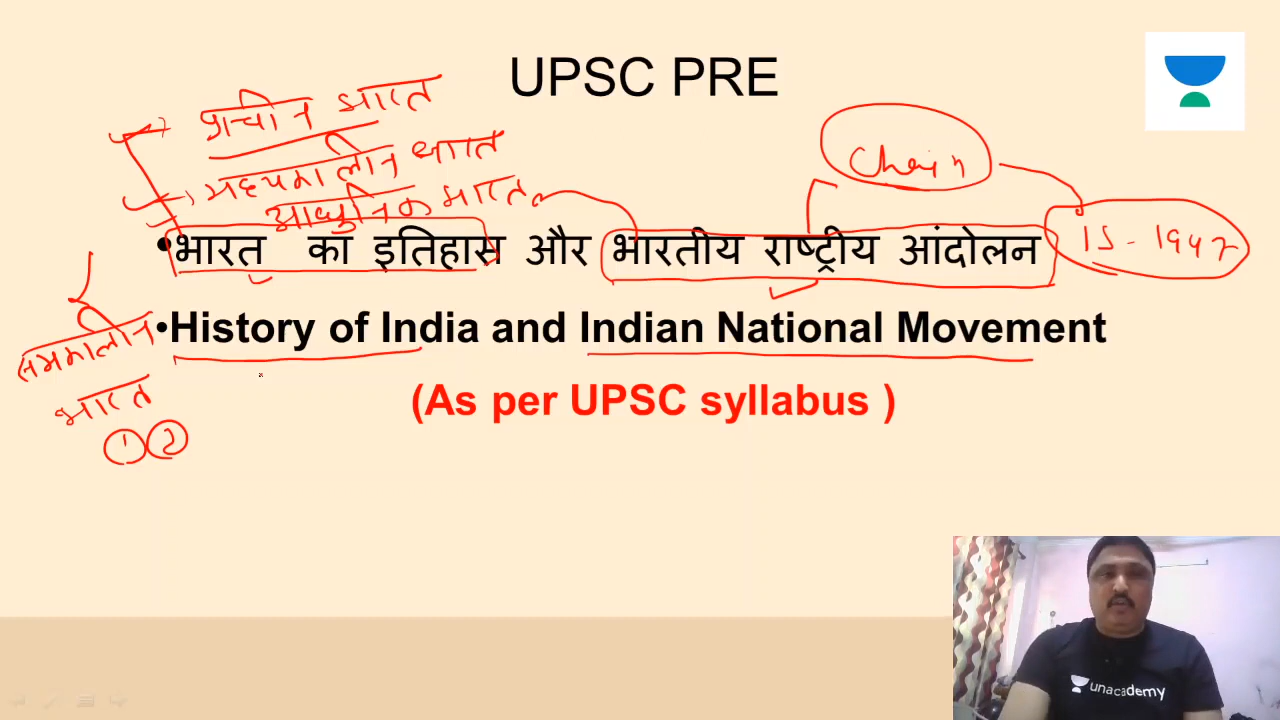 UPSC PRE
प्राचीन भारत
मध्यकालीन भारत
आधुनिक भारत
Chain
•भारत का इतिहास और भारतीय राष्ट्रीय आंदोलन
15 - 1947
•History of India and Indian National Movement
(As per UPSC syllabus )
समकालीन
भारत
1 2
unacademy